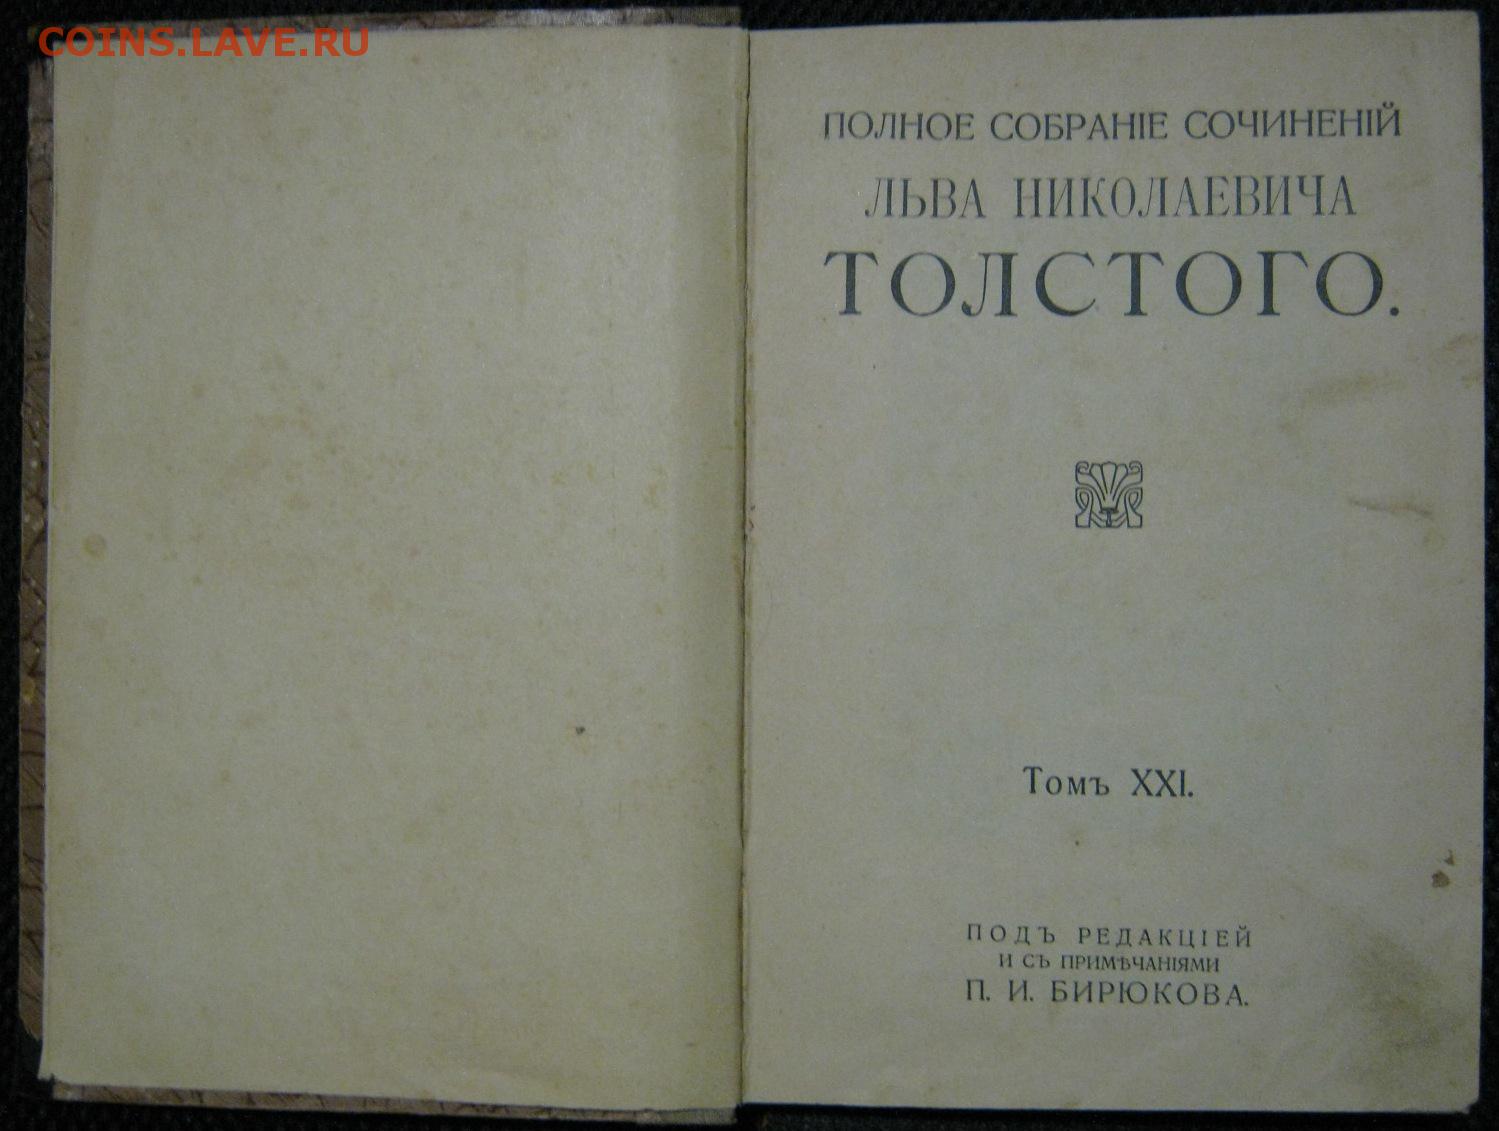 COINS.LAVE.RU
ПОЛНОЕ СОБРАНІЕ СОЧИНЕНІЙ
ЛЬВА НИКОЛАЕВИЧА
ТОЛСТОГО.
Томъ XXI.
ПОДЪ РЕДАКЦІЕЙ
И СЪ ПРИМѢЧАНІЯМИ
П. И. БИРЮКОВА.